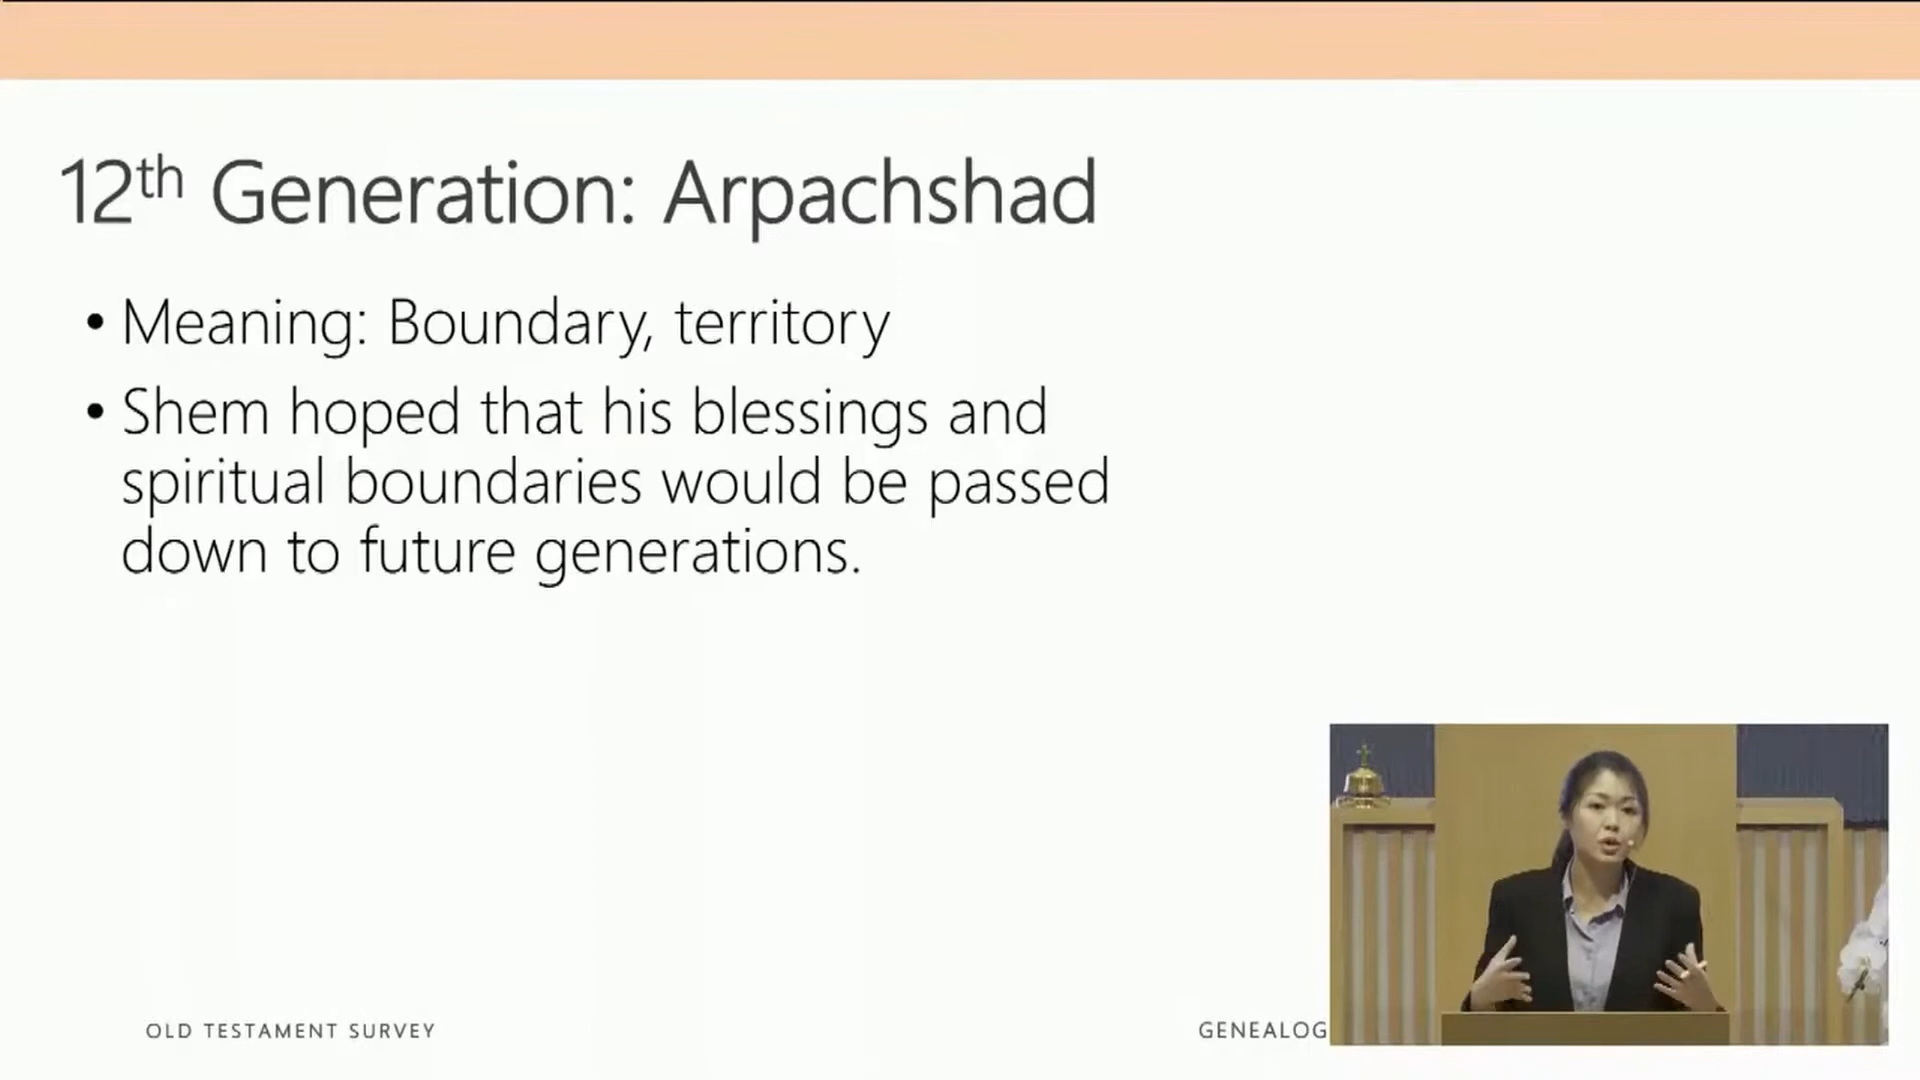 12th Generation: Arpachshad
• Meaning: Boundary, territory
• Shem hoped that his blessings and
spiritual boundaries would be passed
down to future generations.
OLD TESTAMENT SURVEY
GENEALOG